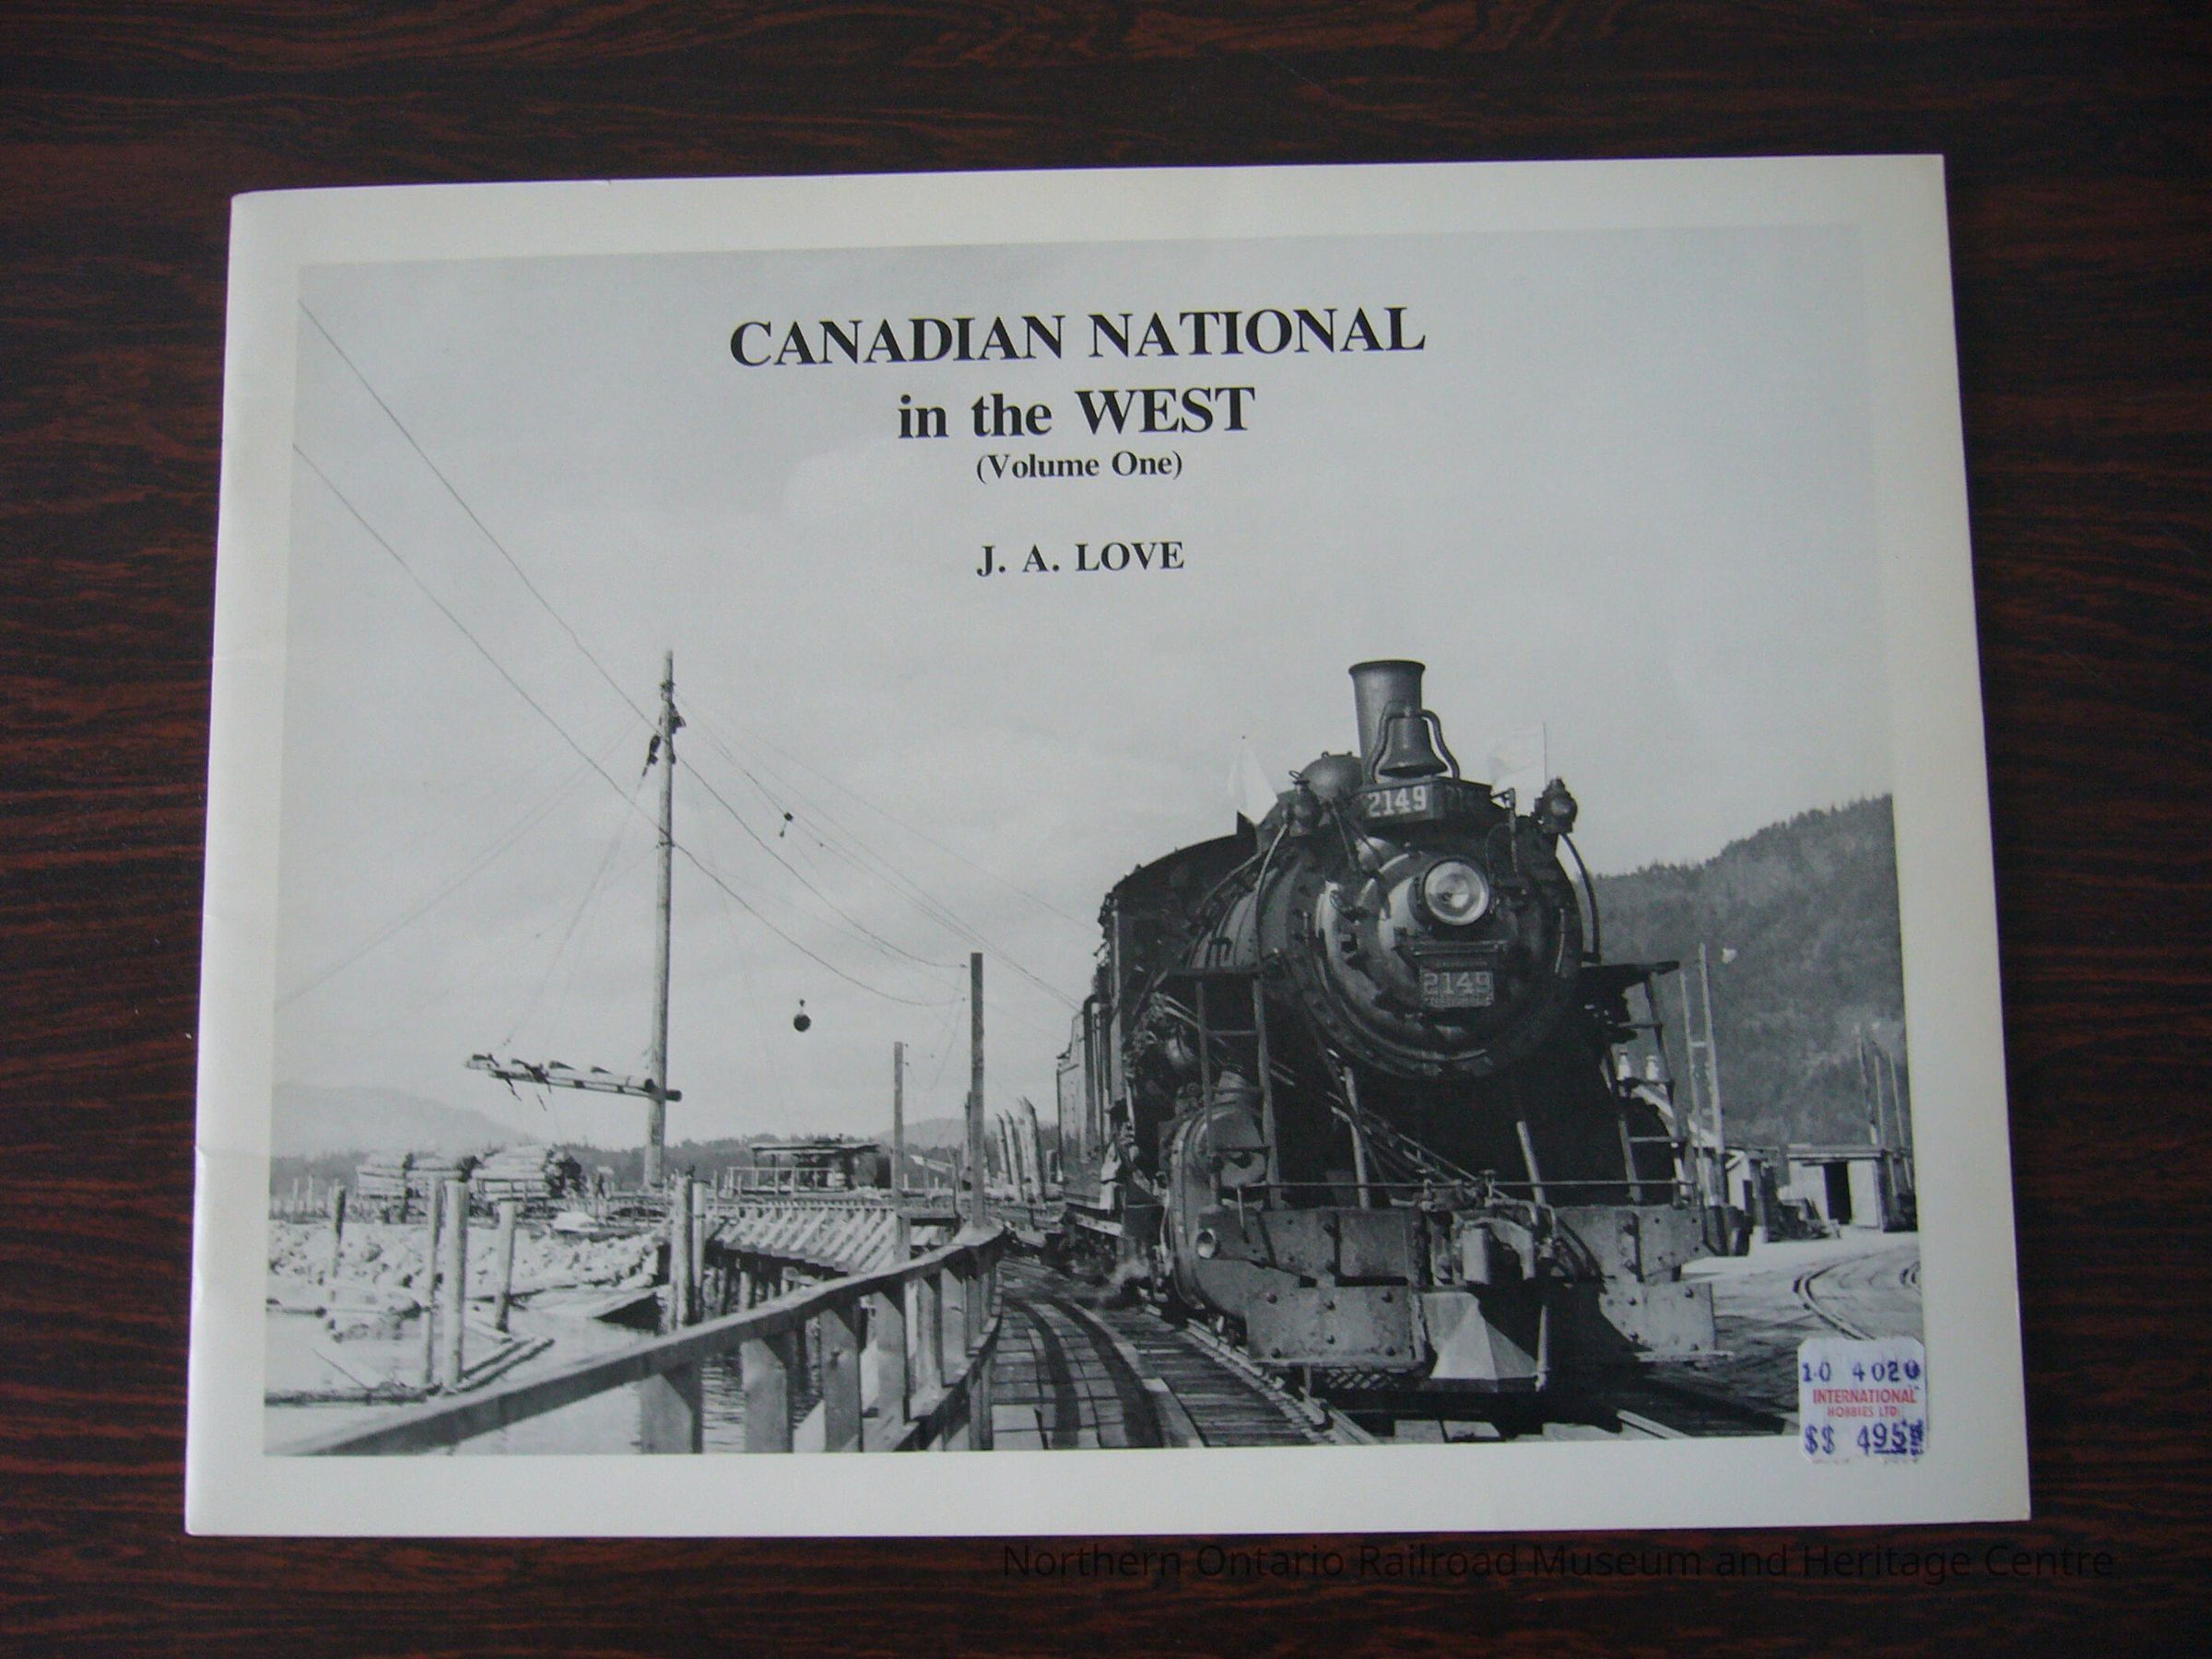 CANADIAN NATIONAL
in the WEST
(Volume One)
J. A. LOVE
2149
2149
10 4020
INTERNATIONAL
HOBBIES LTD.
$$ 495
Northern Ontario Railroad Museum and Heritage Centre